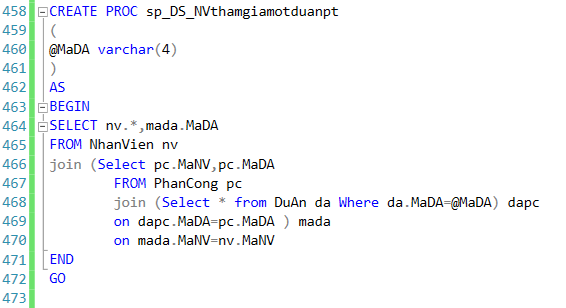 458 CREATE PROC sp_DS_NVthamgiamotduanpt
459 (
460 @MaDA varchar(4)
461 )
462 AS
463 BEGIN
464 SELECT nv.*,mada.MaDA
465 FROM NhanVien nv
466 join (Select pc.MaNV,pc.MaDA
467 FROM PhanCong pc
468 join (Select * from DuAn da Where da.MaDA=@MaDA) dapc
469 on dapc.MaDA=pc.MaDA ) mada
470 on mada.MaNV=nv.MaNV
471 END
472 GO
473